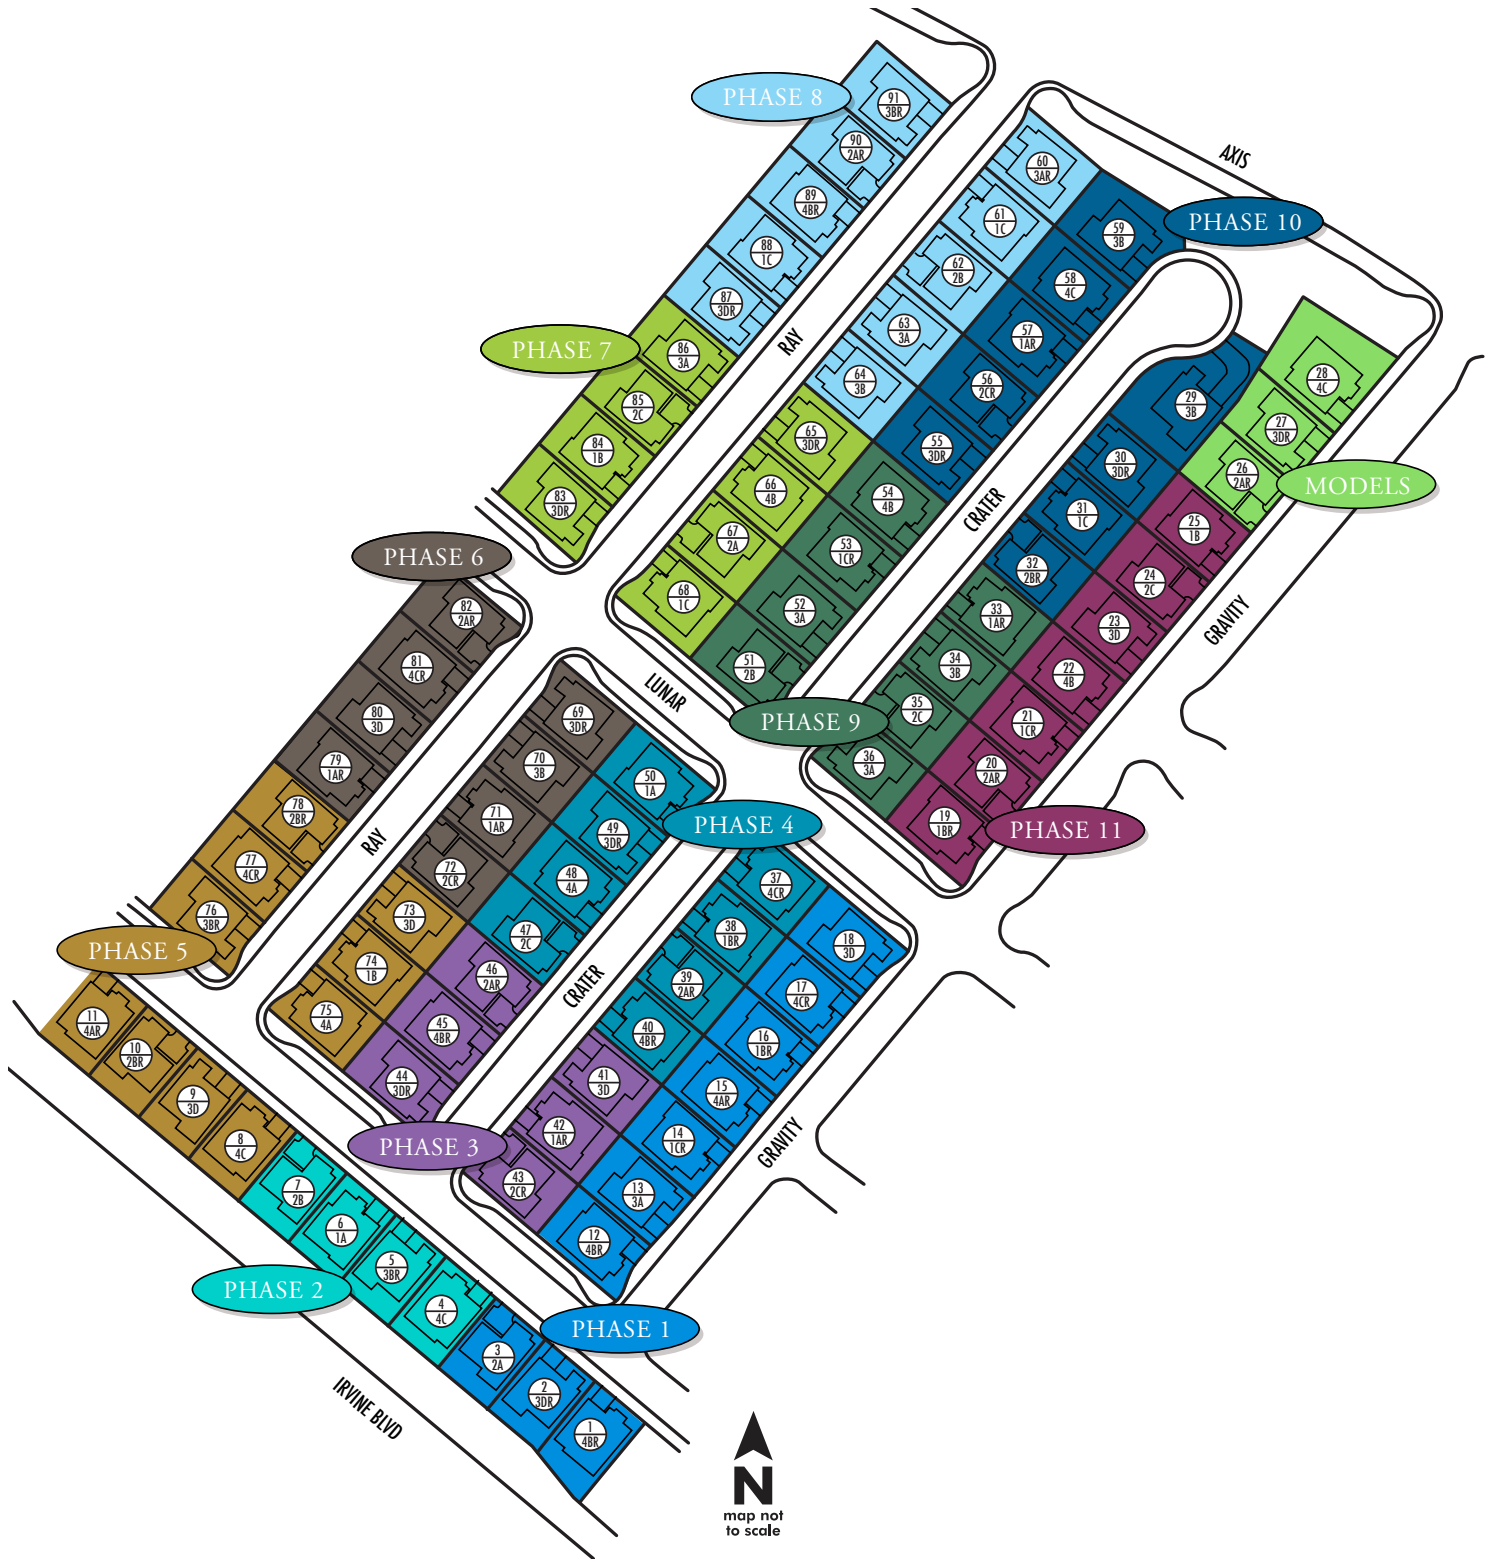 PHASE 8
91
3BR
90
2AR
89
4BR
88
1C
87
3DR
PHASE 7
86
3A
85
2C
84
1B
83
3DR
RAY
60
3AR
61
1C
62
2B
63
3A
64
3B
65
3DR
66
4B
67
2A
68
1C
AXIS
PHASE 10
59
3B
58
4C
57
1AR
56
2CR
55
3DR
54
4B
53
1CR
52
3A
51
2B
CRATER
29
3B
30
3DR
31
1C
32
2BR
33
1AR
34
3B
35
2C
36
3A
PHASE 9
28
4C
27
3DR
26
2AR
MODELS
25
1B
24
2C
23
3D
22
4B
21
1CR
20
2AR
19
1BR
PHASE 11
GRAVITY
PHASE 6
82
2AR
81
4CR
80
3D
79
1AR
78
2BR
77
4CR
76
3BR
PHASE 5
RAY
LUNAR
69
3DR
70
3B
71
1AR
72
2CR
73
3D
74
1B
75
4A
50
1A
49
3DR
48
4A
47
2C
46
2AR
45
4BR
44
3DR
PHASE 4
CRATER
37
4CR
38
1BR
39
2AR
40
4BR
41
3D
42
1AR
43
2CR
PHASE 3
18
3D
17
4CR
16
1BR
15
4AR
14
1CR
13
3A
12
4BR
GRAVITY
11
4AR
10
2BR
9
3D
8
4C
7
2B
6
1A
5
3BR
4
4C
3
2A
2
3DR
1
4BR
PHASE 2
PHASE 1
IRVINE BLVD
N
map not
to scale